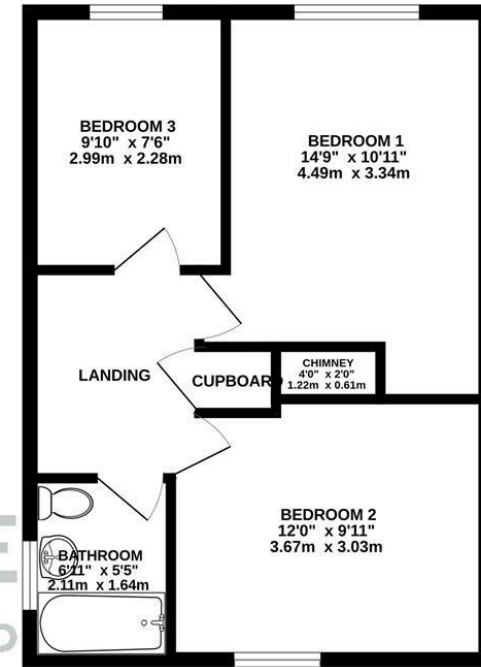 BEDROOM 3
9'10" x 7'6"
2.99m x 2.28m
BEDROOM 1
14'9" x 10'11"
4.49m x 3.34m
LANDING
CUPBOARD
CHIMNEY
4'0" x 2'0"
1.22m x 0.61m
BEDROOM 2
12'0" x 9'11"
3.67m x 3.03m
BATHROOM
6'11" x 5'5"
2.11m x 1.64m